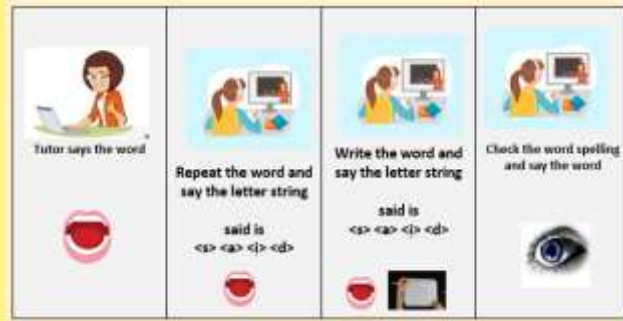 Tutor says the word
Repeat the word and
say the letter string
said is
<s> <a> <i> <d>
Write the word and
say the letter string
said is
<s> <a> <i> <d>
Check the word spelling
and say the word